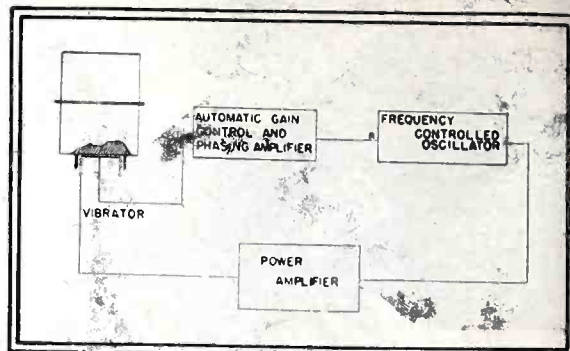 AUTOMATIC GAIN
CONTROL AND
PHASING AMPLIFIER
FREQUENCY
CONTROLLED
OSCILLATOR
VIBRATOR
POWER
AMPLIFIER